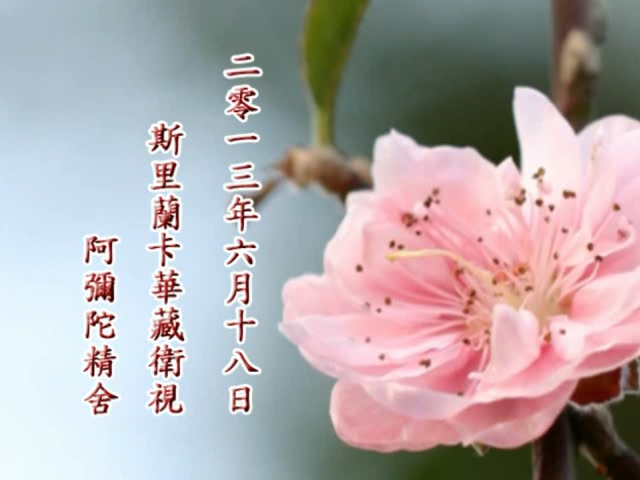 二零一三年六月十八日
斯里蘭卡華藏衛視
阿彌陀精舍